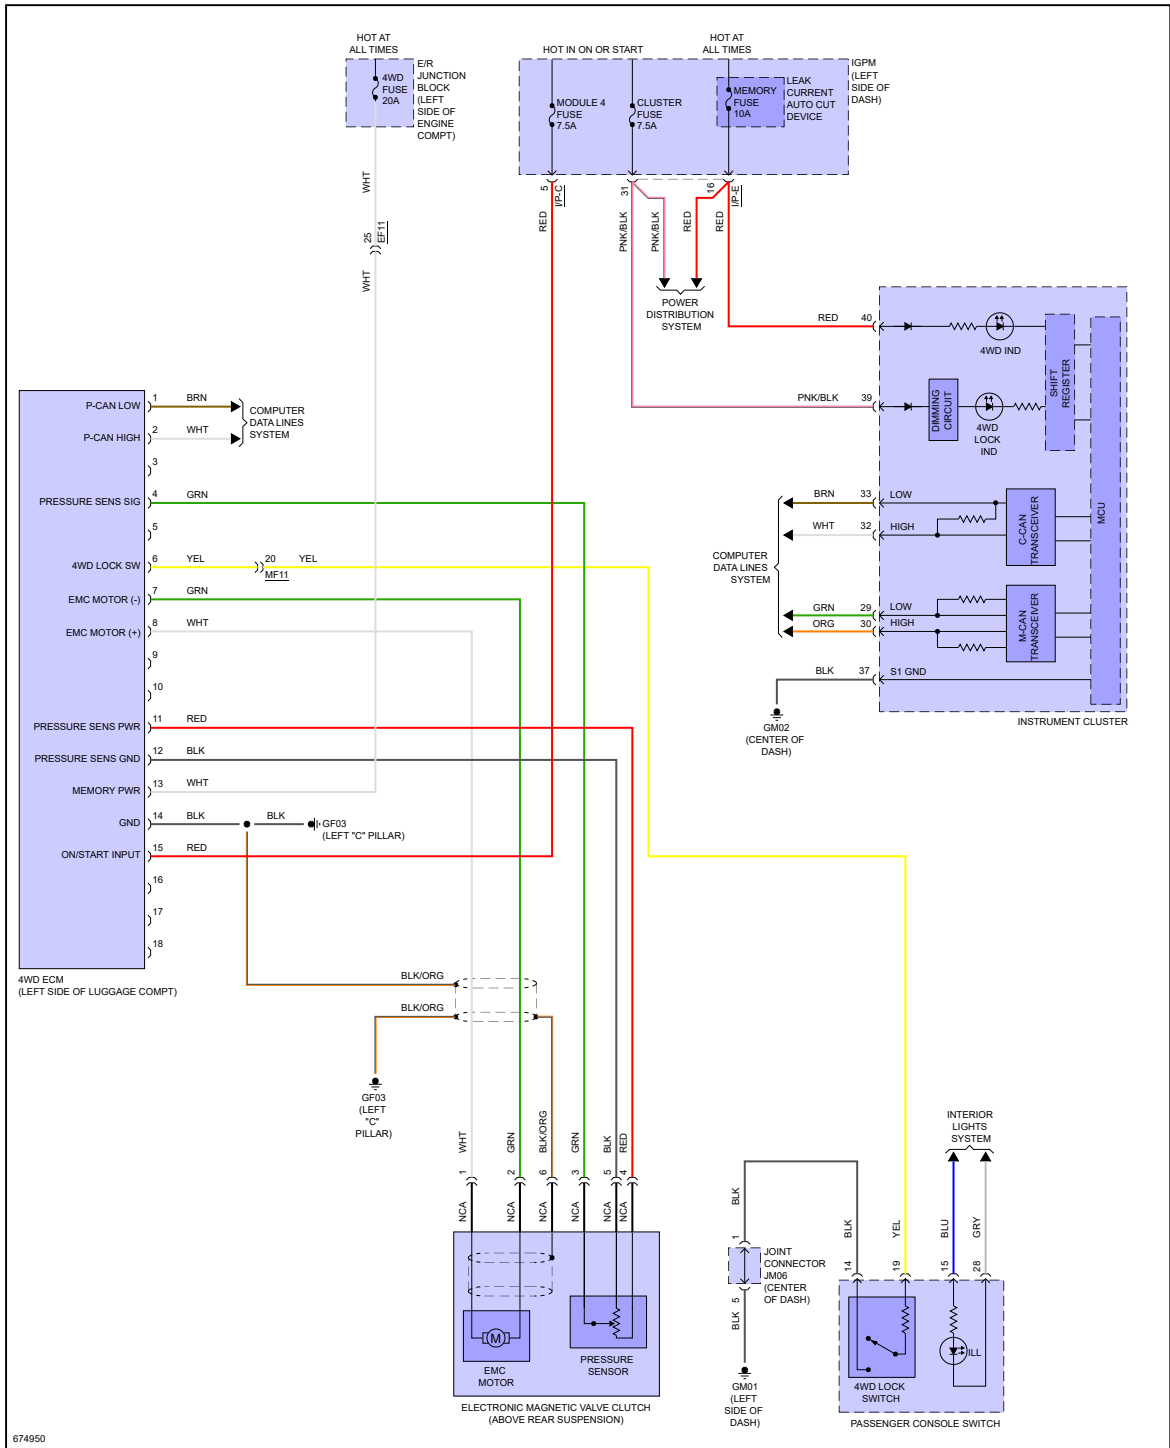 HOT AT
ALL TIMES
4WD
FUSE
20A
E/R
JUNCTION
BLOCK
(LEFT
SIDE OF
ENGINE
COMPT)
HOT IN ON OR START
HOT AT
ALL TIMES
MODULE 4
FUSE
7.5A
CLUSTER
FUSE
7.5A
MEMORY
FUSE
10A
LEAK
CURRENT
AUTO CUT
DEVICE
IGPM
(LEFT
SIDE OF
DASH)
WHT
25
EF11
WHT
5
I/P-C
RED
31
PNK/BLK
PNK/BLK
16
I/P-E
RED
RED
POWER
DISTRIBUTION
SYSTEM
RED 40
4WD IND
SHIFT
REGISTER
MCU
PNK/BLK 39
DIMMING
CIRCUIT
4WD
LOCK
IND
BRN 33 LOW
WHT 32 HIGH
C-CAN
TRANSCEIVER
COMPUTER
DATA LINES
SYSTEM
GRN 29 LOW
ORG 30 HIGH
M-CAN
TRANSCEIVER
BLK 37 S1 GND
GM02
(CENTER OF
DASH)
INSTRUMENT CLUSTER
P-CAN LOW 1 BRN
P-CAN HIGH 2 WHT
COMPUTER
DATA LINES
SYSTEM
3
PRESSURE SENS SIG 4 GRN
5
4WD LOCK SW 6 YEL 20 YEL
MF11
EMC MOTOR (-) 7 GRN
EMC MOTOR (+) 8 WHT
9
10
PRESSURE SENS PWR 11 RED
PRESSURE SENS GND 12 BLK
MEMORY PWR 13 WHT
GND 14 BLK BLK GF03
(LEFT "C" PILLAR)
ON/START INPUT 15 RED
16
17
18
4WD ECM
(LEFT SIDE OF LUGGAGE COMPT)
BLK/ORG
BLK/ORG
GF03
(LEFT
"C"
PILLAR)
WHT
GRN
BLK/ORG
GRN
BLK
RED
1
2
6
3
5
4
NCA
NCA
NCA
NCA
NCA
NCA
M
EMC
MOTOR
PRESSURE
SENSOR
ELECTRONIC MAGNETIC VALVE CLUTCH
(ABOVE REAR SUSPENSION)
INTERIOR
LIGHTS
SYSTEM
BLK
1
JOINT
CONNECTOR
JM06
(CENTER
OF DASH)
5
BLK
GM01
(LEFT
SIDE OF
DASH)
BLK
YEL
BLU
GRY
14
19
15
28
ILL
4WD LOCK
SWITCH
PASSENGER CONSOLE SWITCH
674950